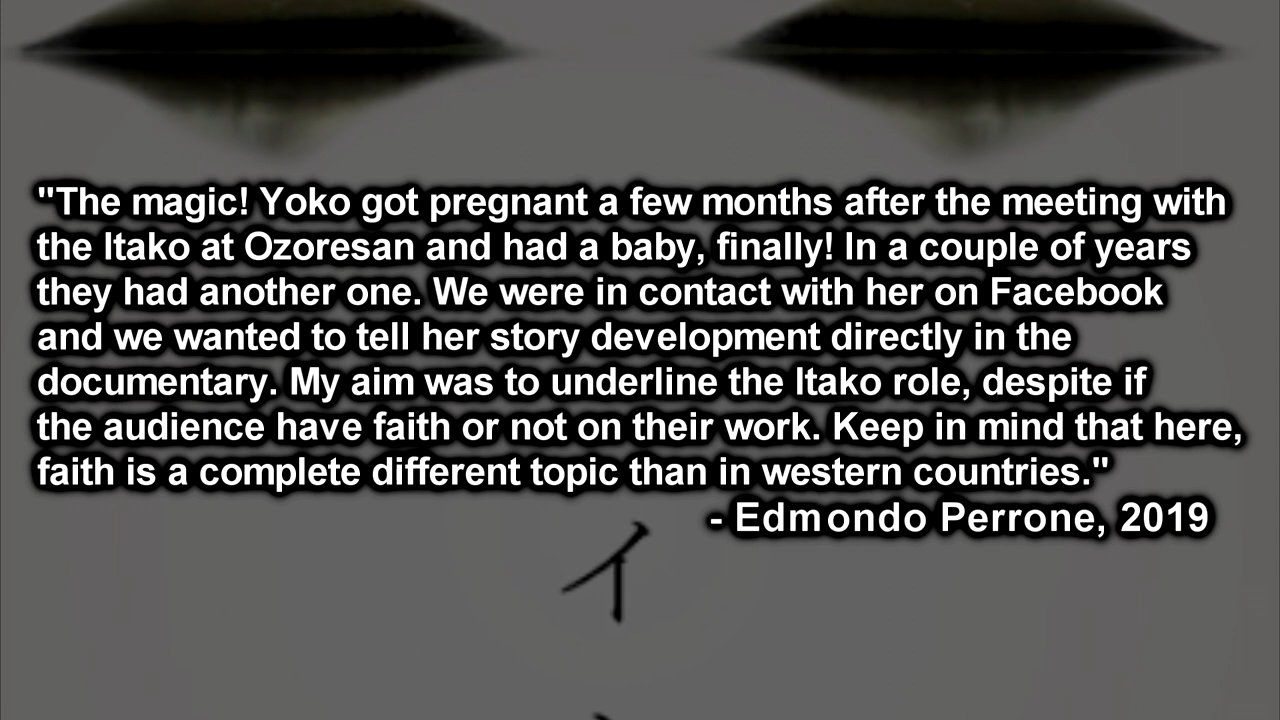 "The magic! Yoko got pregnant a few months after the meeting with
the Itako at Ozoresan and had a baby, finally! In a couple of years
they had another one. We were in contact with her on Facebook
and we wanted to tell her story development directly in the
documentary. My aim was to underline the Itako role, despite if
the audience have faith or not on their work. Keep in mind that here,
faith is a complete different topic than in western countries."
- Edmondo Perrone, 2019
イ